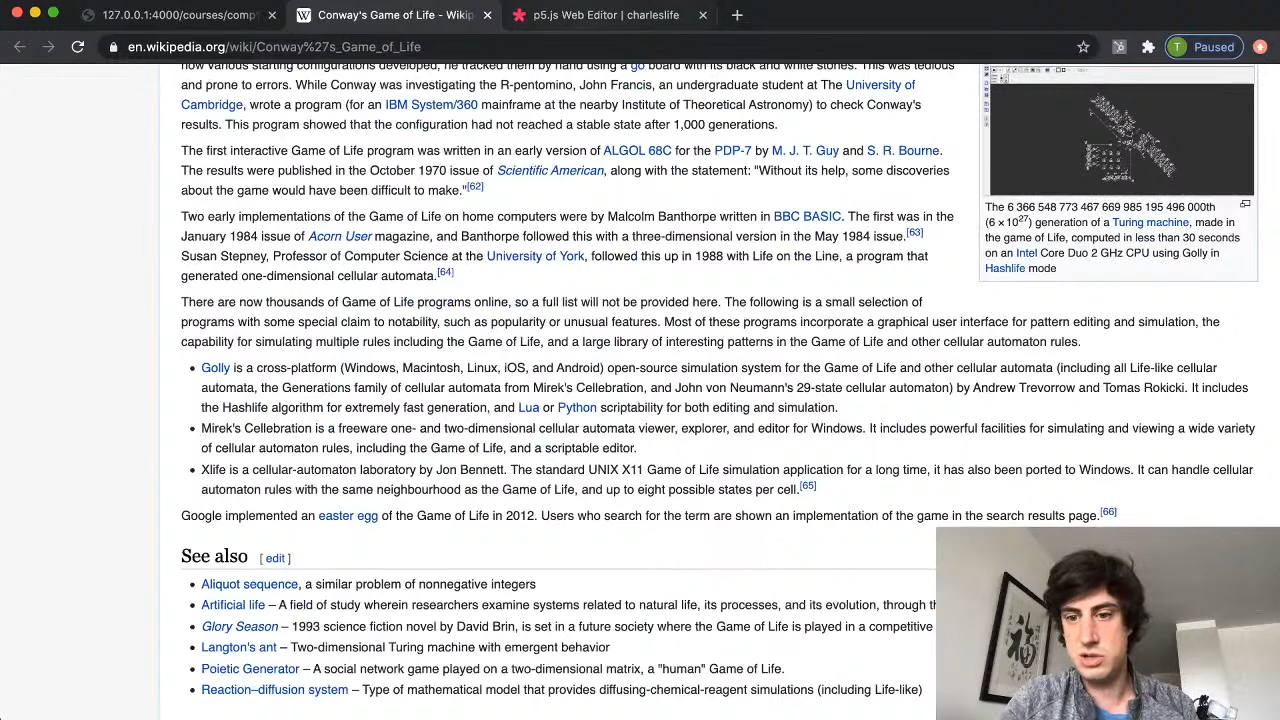 127.0.0.1:4000/courses/comp
Conway's Game of Life - Wikip
p5.js Web Editor | charleslife
en.wikipedia.org/wiki/Conway%27s_Game_of_Life
T Paused
how various starting configurations developed, he tracked them by hand using a go board with its black and white stones. This was tedious
and prone to errors. While Conway was investigating the R-pentomino, John Francis, an undergraduate student at The University of
Cambridge, wrote a program (for an IBM System/360 mainframe at the nearby Institute of Theoretical Astronomy) to check Conway's
results. This program showed that the configuration had not reached a stable state after 1,000 generations.
The first interactive Game of Life program was written in an early version of ALGOL 68C for the PDP-7 by M. J. T. Guy and S. R. Bourne.
The results were published in the October 1970 issue of Scientific American, along with the statement: "Without its help, some discoveries
about the game would have been difficult to make."[62]
Two early implementations of the Game of Life on home computers were by Malcolm Banthorpe written in BBC BASIC. The first was in the
January 1984 issue of Acorn User magazine, and Banthorpe followed this with a three-dimensional version in the May 1984 issue.[63]
Susan Stepney, Professor of Computer Science at the University of York, followed this up in 1988 with Life on the Line, a program that
generated one-dimensional cellular automata.[64]
The 6 366 548 773 467 669 985 195 496 000th
(6 × 1027) generation of a Turing machine, made in
the game of Life, computed in less than 30 seconds
on an Intel Core Duo 2 GHz CPU using Golly in
Hashlife mode
There are now thousands of Game of Life programs online, so a full list will not be provided here. The following is a small selection of
programs with some special claim to notability, such as popularity or unusual features. Most of these programs incorporate a graphical user interface for pattern editing and simulation, the
capability for simulating multiple rules including the Game of Life, and a large library of interesting patterns in the Game of Life and other cellular automaton rules.
• Golly is a cross-platform (Windows, Macintosh, Linux, iOS, and Android) open-source simulation system for the Game of Life and other cellular automata (including all Life-like cellular
automata, the Generations family of cellular automata from Mirek's Cellebration, and John von Neumann's 29-state cellular automaton) by Andrew Trevorrow and Tomas Rokicki. It includes
the Hashlife algorithm for extremely fast generation, and Lua or Python scriptability for both editing and simulation.
• Mirek's Cellebration is a freeware one- and two-dimensional cellular automata viewer, explorer, and editor for Windows. It includes powerful facilities for simulating and viewing a wide variety
of cellular automaton rules, including the Game of Life, and a scriptable editor.
• Xlife is a cellular-automaton laboratory by Jon Bennett. The standard UNIX X11 Game of Life simulation application for a long time, it has also been ported to Windows. It can handle cellular
automaton rules with the same neighbourhood as the Game of Life, and up to eight possible states per cell.[65]
Google implemented an easter egg of the Game of Life in 2012. Users who search for the term are shown an implementation of the game in the search results page.[66]
See also [ edit ]
• Aliquot sequence, a similar problem of nonnegative integers
• Artificial life – A field of study wherein researchers examine systems related to natural life, its processes, and its evolution, through
• Glory Season – 1993 science fiction novel by David Brin, is set in a future society where the Game of Life is played in a competitive
• Langton's ant – Two-dimensional Turing machine with emergent behavior
• Poietic Generator – A social network game played on a two-dimensional matrix, a "human" Game of Life.
• Reaction–diffusion system – Type of mathematical model that provides diffusing-chemical-reagent simulations (including Life-like)
福